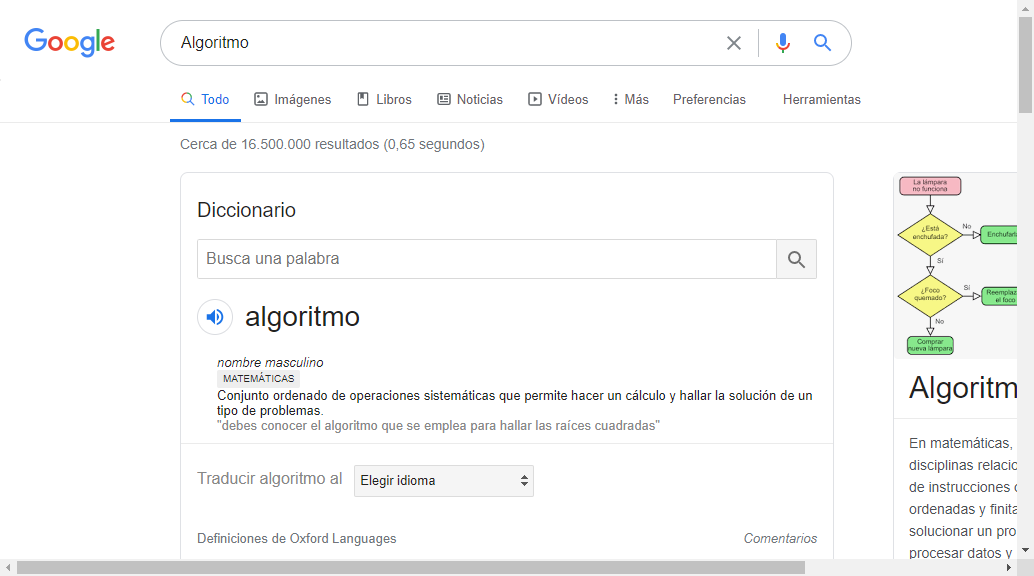 Google
Algoritmo
Todo
Imágenes
Libros
Noticias
Vídeos
Más
Preferencias
Herramientas
Cerca de 16.500.000 resultados (0,65 segundos)
Diccionario
Busca una palabra
algoritmo
nombre masculino
MATEMÁTICAS
Conjunto ordenado de operaciones sistemáticas que permite hacer un cálculo y hallar la solución de un
tipo de problemas.
"debes conocer el algoritmo que se emplea para hallar las raíces cuadradas"
Traducir algoritmo al
Elegir idioma
Definiciones de Oxford Languages
Comentarios
La lámpara
no funciona
¿Está
enchufada?
No
Enchufarla
Sí
¿Foco
quemado?
Sí
Reemplaza
el foco
No
Comprar
nueva lámpara
Algoritm
En matemáticas,
disciplinas relacio
de instrucciones
ordenadas y finita
solucionar un pro
procesar datos y